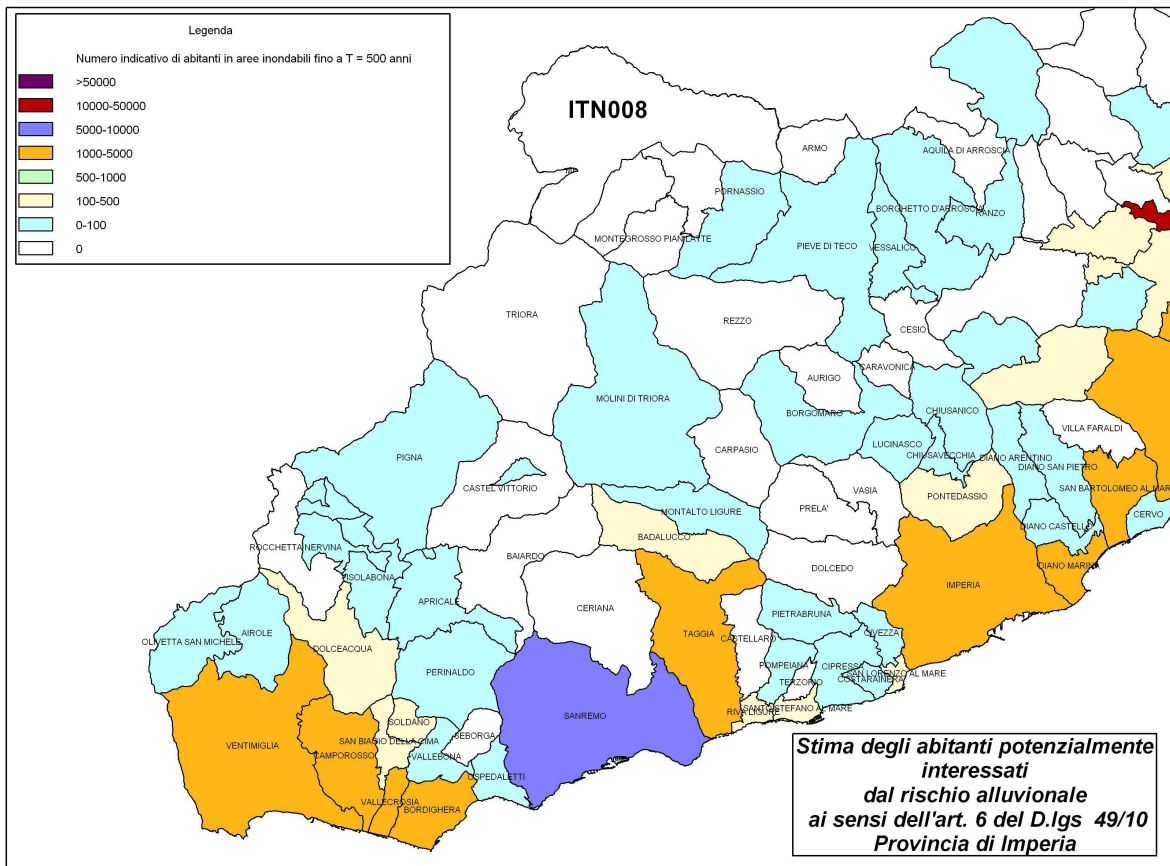 Legenda
Numero indicativo di abitanti in aree inondabili fino a T = 500 anni
>50000
10000-50000
5000-10000
1000-5000
500-1000
100-500
0-100
0
ITN008
ARMO
AQUILA DI ARROSCIA
PORNASSIO
BORGHETTO D'ARROSCIA
RANZO
MONTEGROSSO PIAN LATTE
PIEVE DI TECO
VESSALICO
TRIORA
REZZO
CESIO
AURIGO
CARAVONICA
MOLINI DI TRIORA
BORGOMARO
CHIUSANICO
VILLA FARALDI
CARPASIO
LUCINASCO
CHIUSAVECCHIA
DIANO ARENTINO
PIGNA
DIANO SAN PIETRO
CASTEL VITTORIO
VASIA
SAN BARTOLOMEO AL MARE
PONTEDASSIO
PRELA'
MONTALTO LIGURE
CERVO
DIANO CASTELLO
BADALUCCO
ROCCHETTA NERVINA
BAIARDO
DOLCEDO
DIANO MARINA
ISOLABONA
IMPERIA
APRICALE
CERIANA
PIETRABRUNA
AIROLE
CIVEZZA
OLIVETTA SAN MICHELE
TAGGIA
CASTELLARO
DOLCEACQUA
POMPEIANA
CIPRESSA
PERINALDO
SAN LORENZO AL MARE
COSTARAINERA
TERZORIO
SANREMO
RIVA LIGURE
SANTO STEFANO AL MARE
SOLDANO
SEBORGA
SAN BIAGIO DELLA CIMA
VENTIMIGLIA
CAMPOROSSO
VALLEBONA
OSPEDALETTI
VALLECROSIA
BORDIGHERA
Stima degli abitanti potenzialmente
interessati
dal rischio alluvionale
ai sensi dell'art. 6 del D.lgs 49/10
Provincia di Imperia